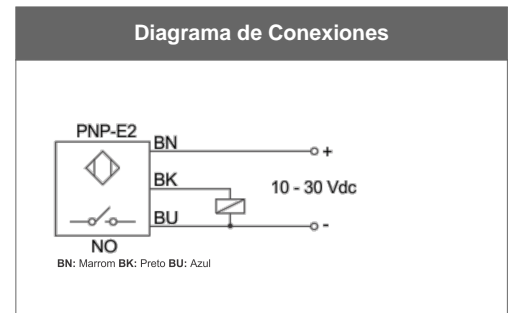 Diagrama de Conexiones
PNP-E2
BN
+
BK
10 - 30 Vdc
BU
-
NO
BN: Marrom BK: Preto BU: Azul